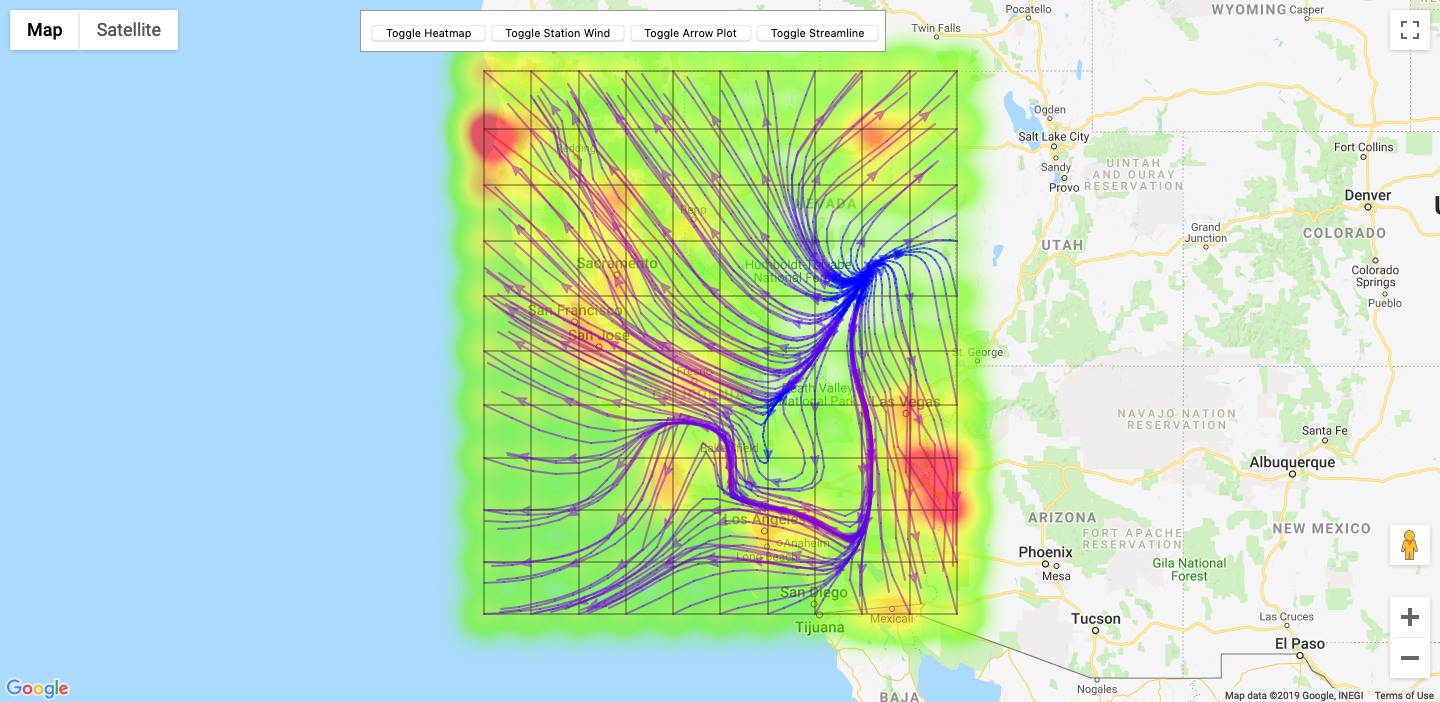 Map
Satellite
Toggle Heatmap
Toggle Station Wind
Toggle Arrow Plot
Toggle Streamline
Pocatello
WYOMING
Casper
Twin Falls
Ogden
Salt Lake City
Sandy
Provo
UINTAH
AND OURAY
RESERVATION
Fort Collins
Denver
Redding
Reno
NEVADA
UTAH
Grand
Junction
COLORADO
Colorado
Springs
Pueblo
Sacramento
Humboldt-Toiyabe
National Forest
San Francisco
San Jose
St. George
Fresno
CALIFORNIA
Death Valley
National Park
Las Vegas
NAVAJO NATION
RESERVATION
Santa Fe
Bakersfield
Albuquerque
Los Angeles
Anaheim
Long Beach
ARIZONA
NEW MEXICO
FORT APACHE
RESERVATION
Phoenix
Mesa
Gila National
Forest
San Diego
Tijuana
Mexicali
Tucson
Las Cruces
El Paso
Nogales
BAJA
Google
Map data ©2019 Google, INEGI
Terms of Use